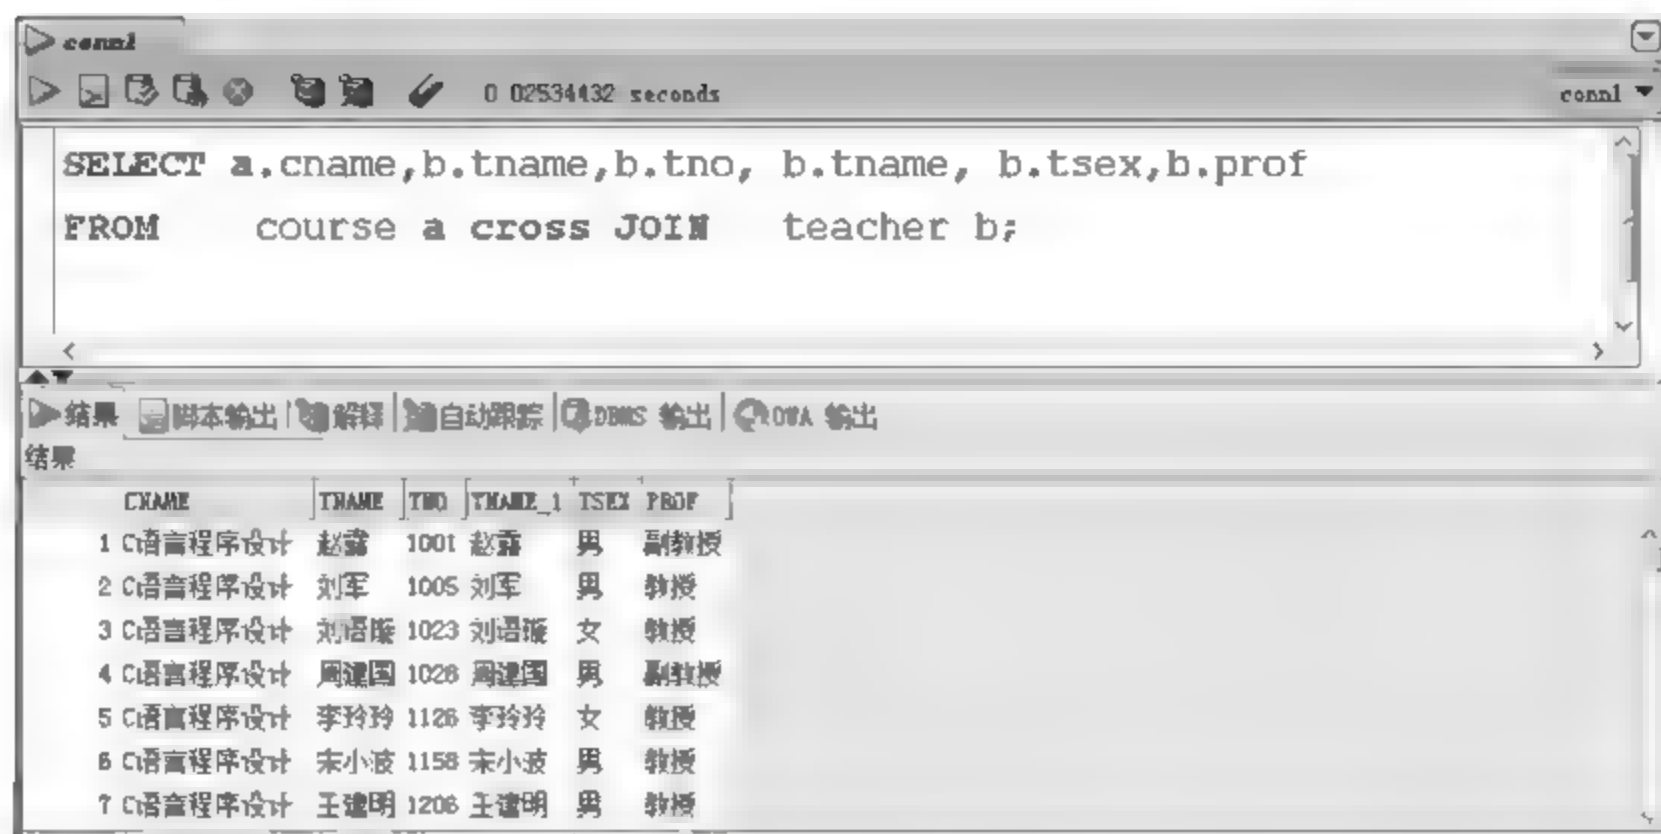 conn1
0 02534432 seconds conn1
SELECT a.cname,b.tname,b.tno, b.tname, b.tsex,b.prof
FROM course a cross JOIN teacher b;
结果 脚本输出 解释 自动跟踪 DBMS 输出 OWA 输出
结果
CNAME TNAME TNO TNAME_1 TSEX PROF
1 C语言程序设计 赵露 1001 赵露 男 副教授
2 C语言程序设计 刘军 1005 刘军 男 教授
3 C语言程序设计 刘语 1023 刘语 女 教授
4 C语言程序设计 周建国 1026 周建国 男 副教授
5 C语言程序设计 李玲玲 1126 李玲玲 女 教授
6 C语言程序设计 宋小波 1158 宋小波 男 教授
7 C语言程序设计 王建明 1206 王建明 男 教授